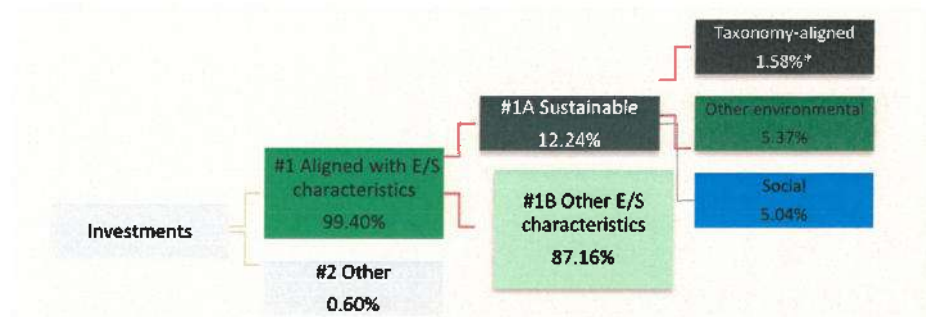 Taxonomy-aligned
1.58%*
#1A Sustainable
12.24%
Other environmental
5.37%
#1 Aligned with E/S
characteristics
99.40%
Social
5.04%
#1B Other E/S
characteristics
87.16%
Investments
#2 Other
0.60%